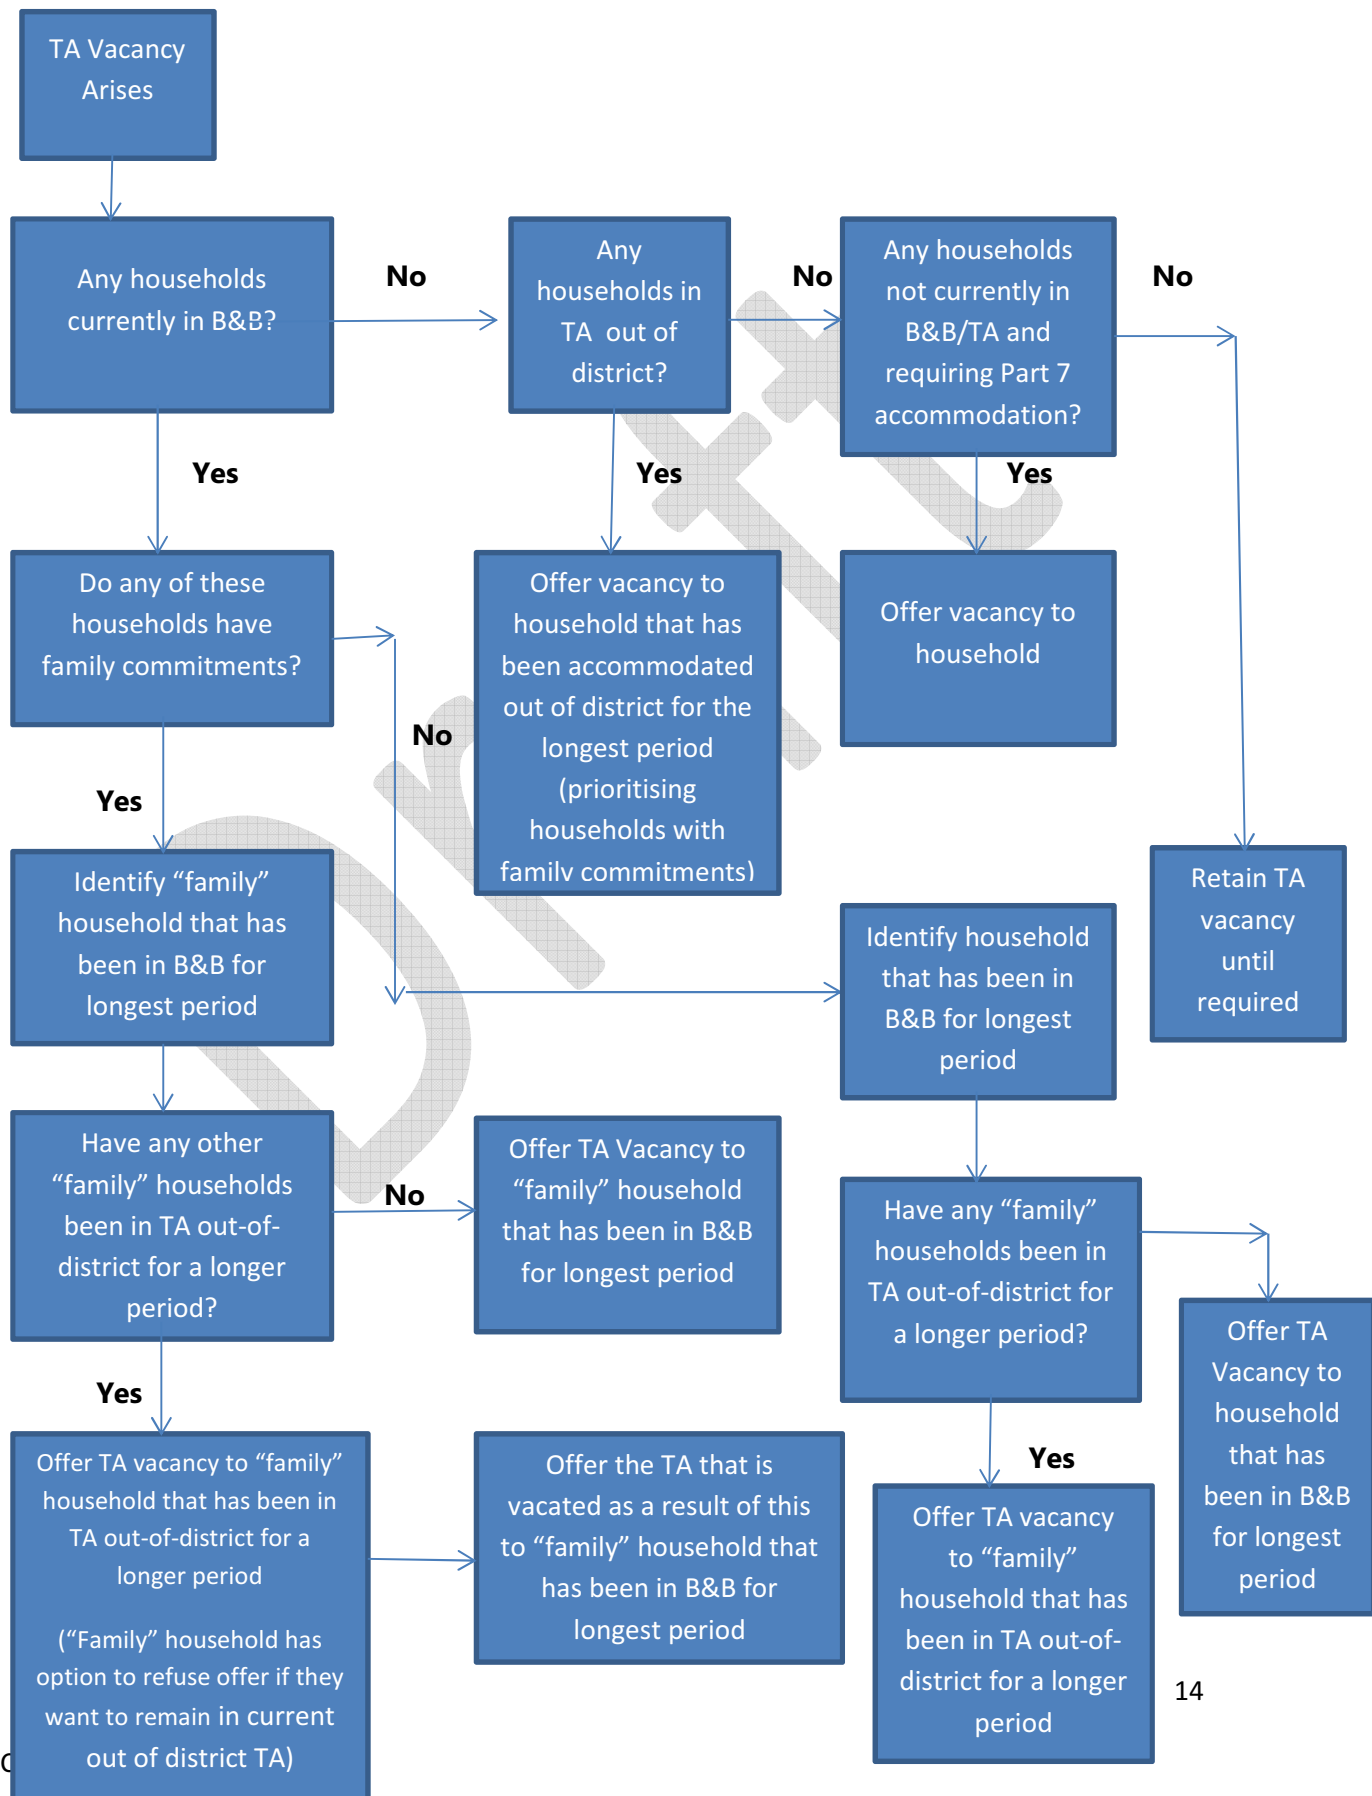 TA Vacancy
Arises
Any households
currently in B&B?
No
Any
households in
TA out of
district?
No
Any households
not currently in
B&B/TA and
requiring Part 7
accommodation?
No
Yes
Yes
Yes
Do any of these
households have
family commitments?
No
Offer vacancy to
household that has
been accommodated
out of district for the
longest period
(prioritising
households with
family commitments)
Offer vacancy to
household
Yes
Identify “family”
household that has
been in B&B for
longest period
Identify household
that has been in
B&B for longest
period
Retain TA
vacancy
until
required
Have any other
“family” households
been in TA out-of-
district for a longer
period?
No
Offer TA Vacancy to
“family” household
that has been in B&B
for longest period
Have any “family”
households been in
TA out-of-district for
a longer period?
Offer TA
Vacancy to
household
that has
been in B&B
for longest
period
Yes
Offer TA vacancy to “family”
household that has been in
TA out-of-district for a
longer period
(“Family” household has
option to refuse offer if they
want to remain in current
out of district TA)
Offer the TA that is
vacated as a result of this
to “family” household that
has been in B&B for
longest period
Yes
Offer TA vacancy
to “family”
household that has
been in TA out-of-
district for a longer
period
14
Draft